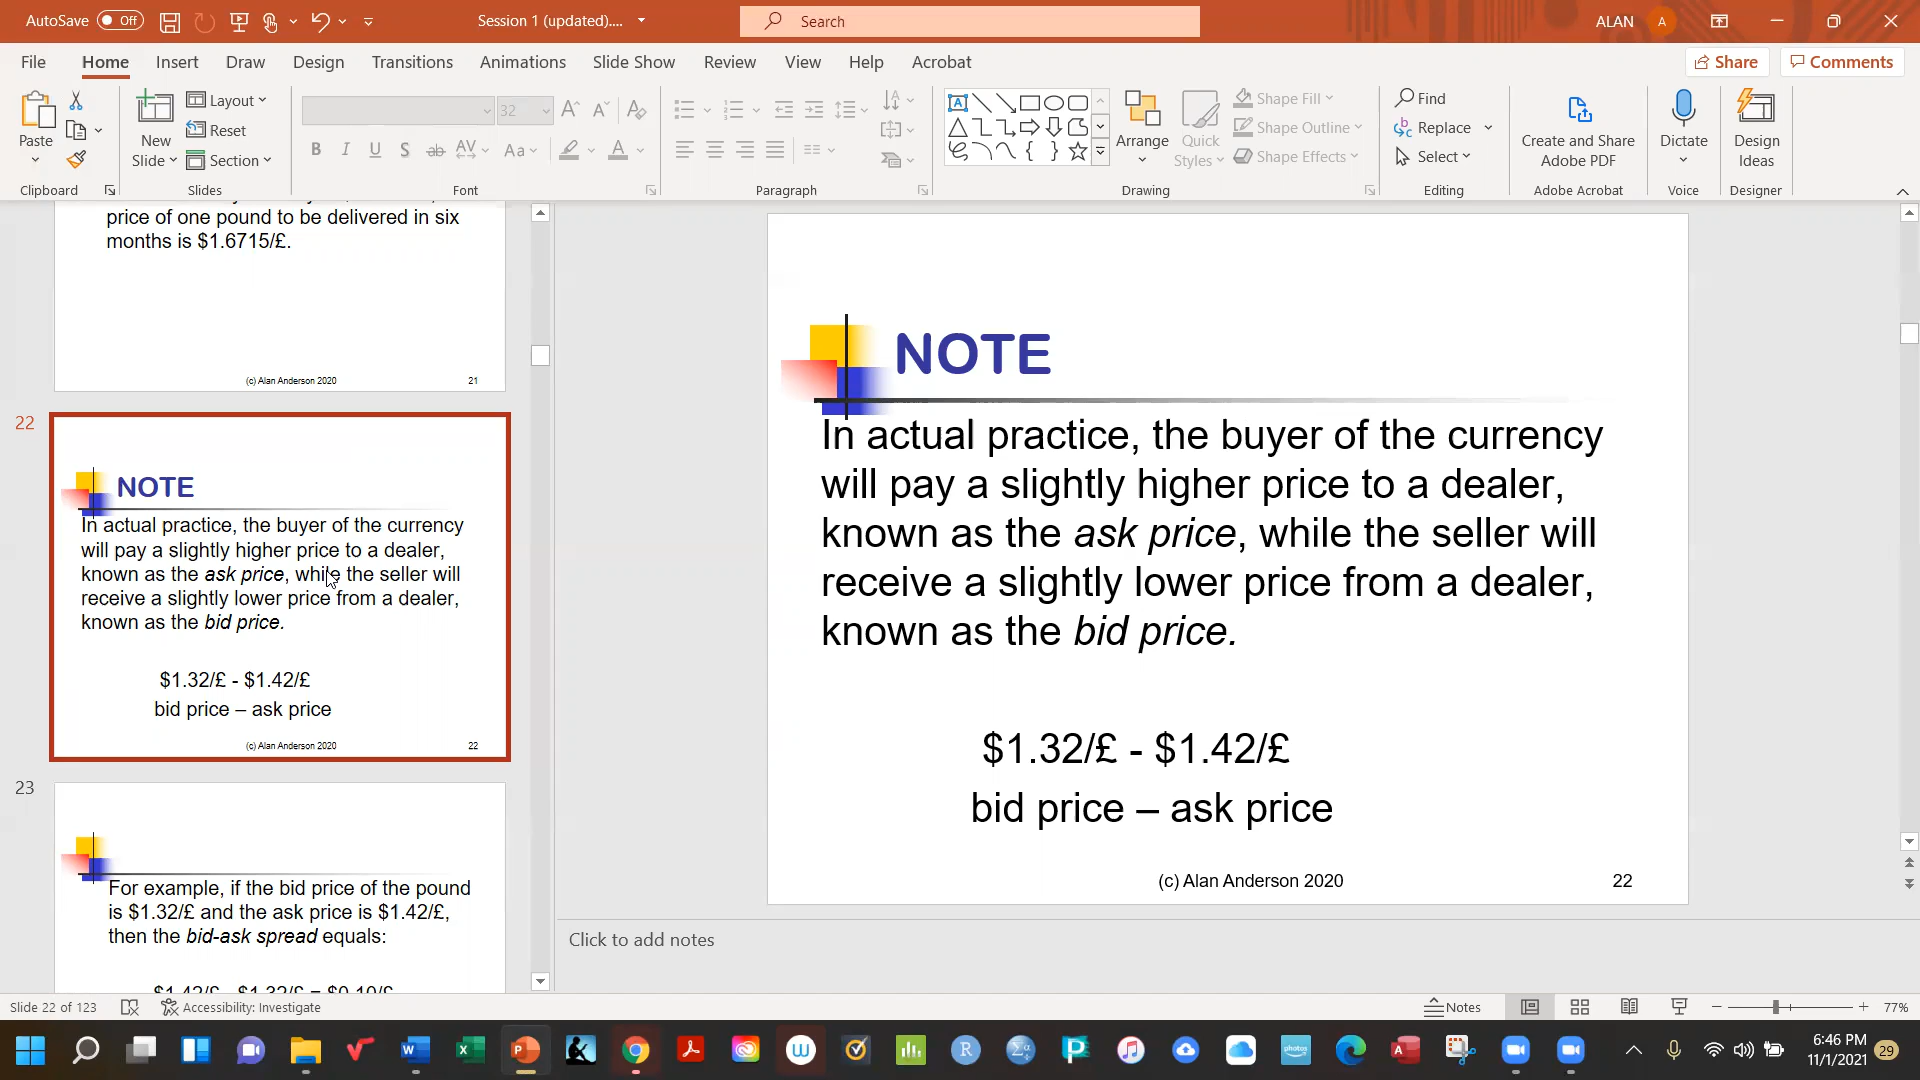 AutoSave Off Session 1 (updated).... Search ALAN A
File Home Insert Draw Design Transitions Animations Slide Show Review View Help Acrobat Share Comments
Paste
New Slide
Layout
Reset
Section
32
B I U S ab AV Aa A
Shape Fill
Shape Outline
Shape Effects
Arrange
Quick Styles
Find
Replace
Select
Create and Share Adobe PDF
Dictate
Design Ideas
Clipboard Slides Font Paragraph Drawing Editing Adobe Acrobat Voice Designer
price of one pound to be delivered in six
months is $1.6715/£.
(c) Alan Anderson 2020 21
22
NOTE
In actual practice, the buyer of the currency
will pay a slightly higher price to a dealer,
known as the ask price, while the seller will
receive a slightly lower price from a dealer,
known as the bid price.
$1.32/£ - $1.42/£
bid price – ask price
(c) Alan Anderson 2020 22
23
For example, if the bid price of the pound
is $1.32/£ and the ask price is $1.42/£,
then the bid-ask spread equals:
$1.42/£ - $1.32/£ = $0.10/£
NOTE
In actual practice, the buyer of the currency
will pay a slightly higher price to a dealer,
known as the ask price, while the seller will
receive a slightly lower price from a dealer,
known as the bid price.
$1.32/£ - $1.42/£
bid price – ask price
(c) Alan Anderson 2020 22
Click to add notes
Slide 22 of 123 Accessibility: Investigate Notes 77%
6:46 PM
11/1/2021 29